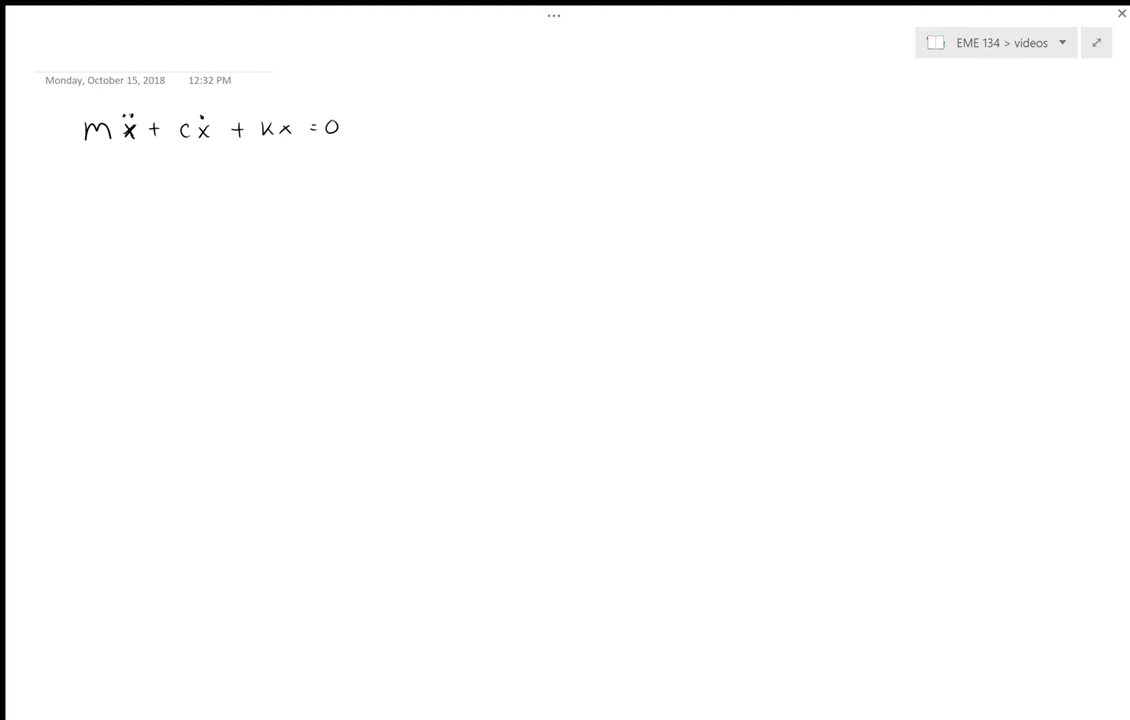 ...
EME 134 > videos
Monday, October 15, 2018 12:32 PM
mẍ + cẋ + kx = 0